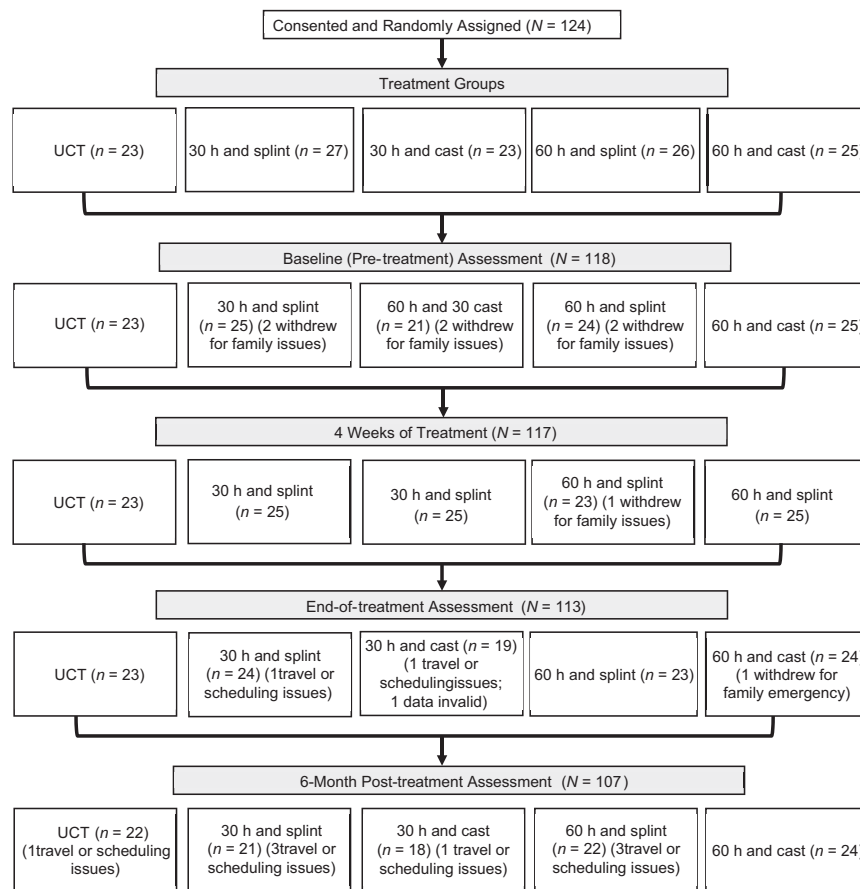 Consented and Randomly Assigned (N = 124)
Treatment Groups
UCT (n = 23)
30 h and splint (n = 27)
30 h and cast (n = 23)
60 h and splint (n = 26)
60 h and cast (n = 25)
Baseline (Pre-treatment) Assessment (N = 118)
UCT (n = 23)
30 h and splint
(n = 25) (2 withdrew
for family issues)
60 h and 30 cast
(n = 21) (2 withdrew
for family issues)
60 h and splint
(n = 24) (2 withdrew
for family issues)
60 h and cast (n = 25)
4 Weeks of Treatment (N = 117)
UCT (n = 23)
30 h and splint
(n = 25)
30 h and splint
(n = 25)
60 h and splint
(n = 23) (1 withdrew
for family issues)
60 h and splint
(n = 25)
End-of-treatment Assessment (N = 113)
UCT (n = 23)
30 h and splint
(n = 24) (1travel or
scheduling issues)
30 h and cast (n = 19)
(1 travel or
schedulingissues;
1 data invalid)
60 h and splint (n = 23)
60 h and cast (n = 24)
(1 withdrew for
family emergency)
6-Month Post-treatment Assessment (N = 107)
UCT (n = 22)
(1travel or scheduling
issues)
30 h and splint
(n = 21) (3travel or
scheduling issues)
30 h and cast
(n = 18) (1 travel or
scheduling issues)
60 h and splint
(n = 22) (3travel or
scheduling issues)
60 h and cast (n = 24)